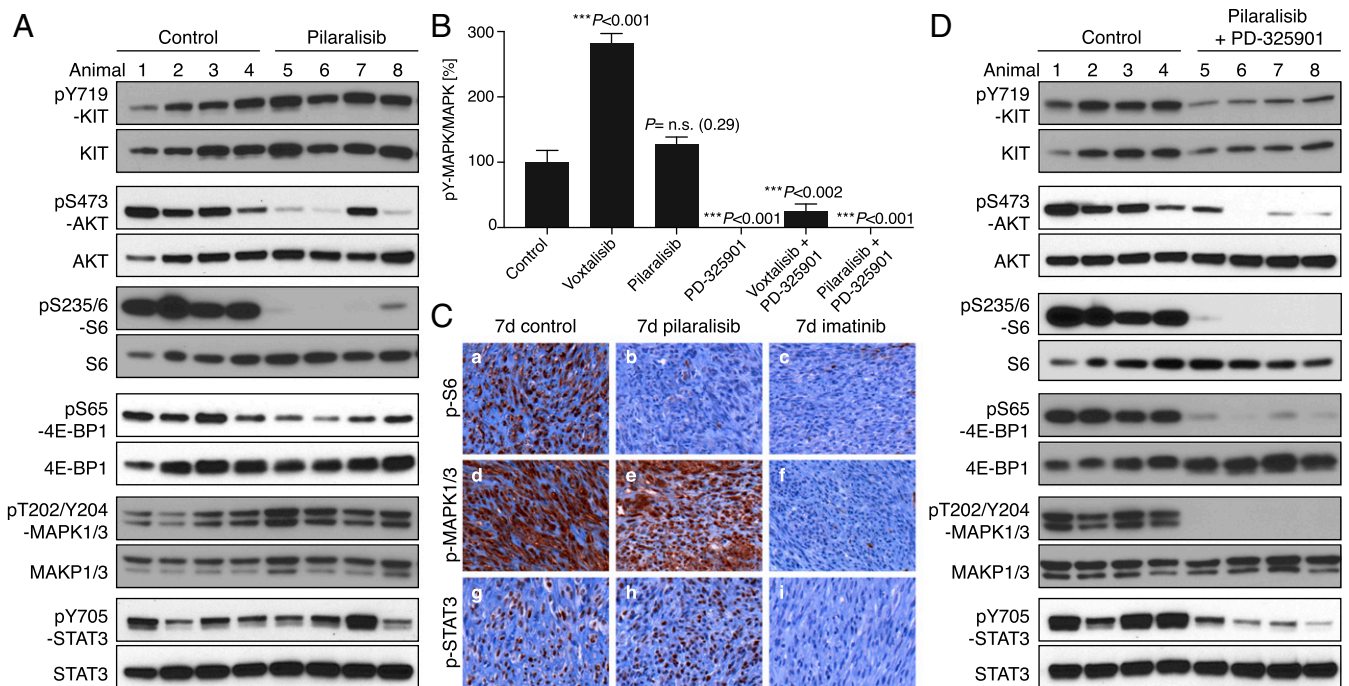 A
Control
Pilaralisib
Animal 1 2 3 4 5 6 7 8
pY719
-KIT
KIT
pS473
-AKT
AKT
pS235/6
-S6
S6
pS65
-4E-BP1
4E-BP1
pT202/Y204
-MAPK1/3
MAKP1/3
pY705
-STAT3
STAT3
B
pY-MAPK/MAPK [%]
300
200
100
0
***P<0.001
P= n.s. (0.29)
***P<0.001
***P<0.002
***P<0.001
Control
Voxtalisib
Pilaralisib
PD-325901
Voxtalisib +
PD-325901
Pilaralisib +
PD-325901
C
7d control
7d pilaralisib
7d imatinib
p-S6
a
b
c
p-MAPK1/3
d
e
f
p-STAT3
g
h
i
D
Control
Pilaralisib
+ PD-325901
Animal 1 2 3 4 5 6 7 8
pY719
-KIT
KIT
pS473
-AKT
AKT
pS235/6
-S6
S6
pS65
-4E-BP1
4E-BP1
pT202/Y204
-MAPK1/3
MAKP1/3
pY705
-STAT3
STAT3